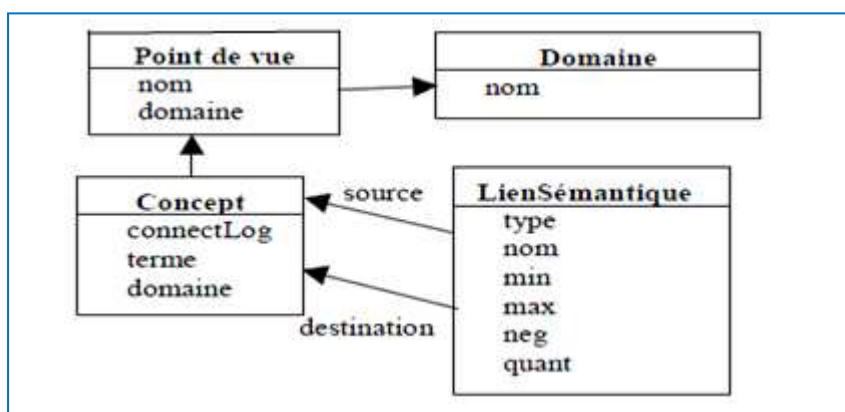 Point de vue
nom
domaine
Domaine
nom
Concept
connectLog
terme
domaine
source
destination
LienSémantique
type
nom
min
max
neg
quant